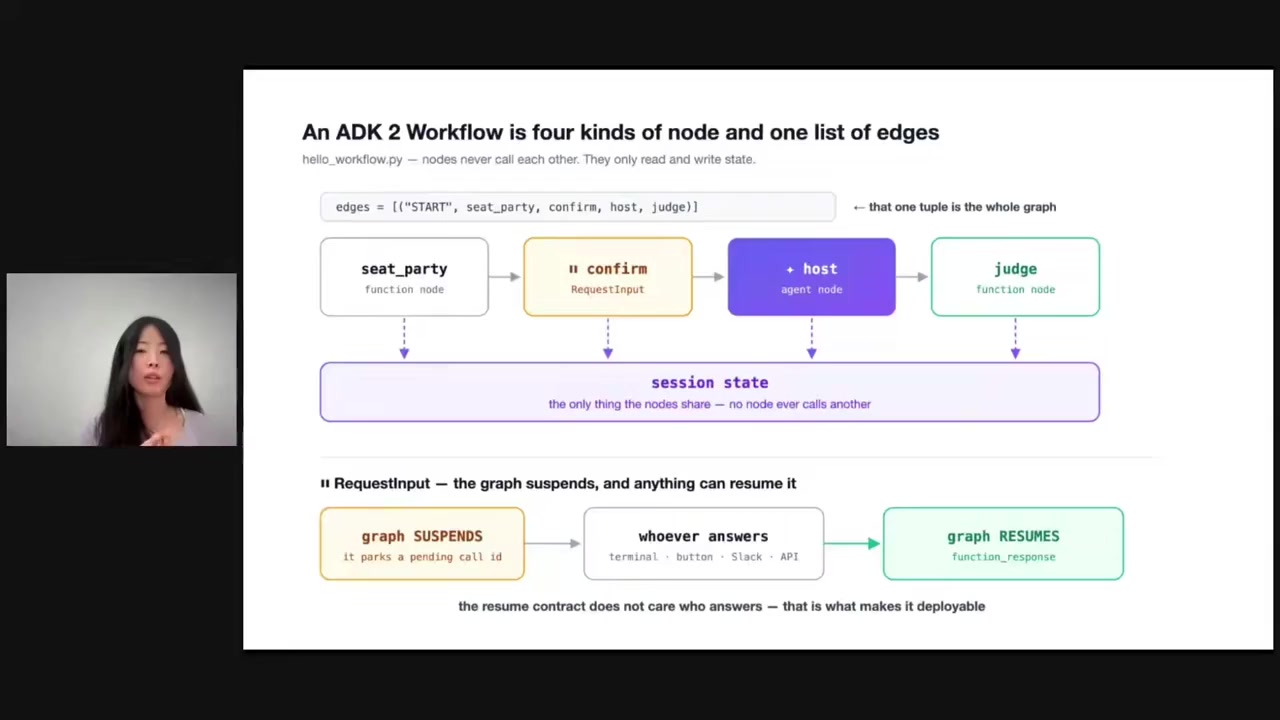 An ADK 2 Workflow is four kinds of node and one list of edges
hello_workflow.py — nodes never call each other. They only read and write state.
edges = [("START", seat_party, confirm, host, judge)]
← that one tuple is the whole graph
seat_party
function node
⏸ confirm
RequestInput
✦ host
agent node
judge
function node
session state
the only thing the nodes share — no node ever calls another
⏸ RequestInput — the graph suspends, and anything can resume it
graph SUSPENDS
it parks a pending call id
whoever answers
terminal · button · Slack · API
graph RESUMES
function_response
the resume contract does not care who answers — that is what makes it deployable